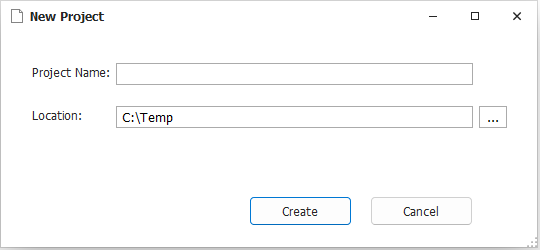 New Project
Project Name:
Location: C:\Temp ...
Create Cancel